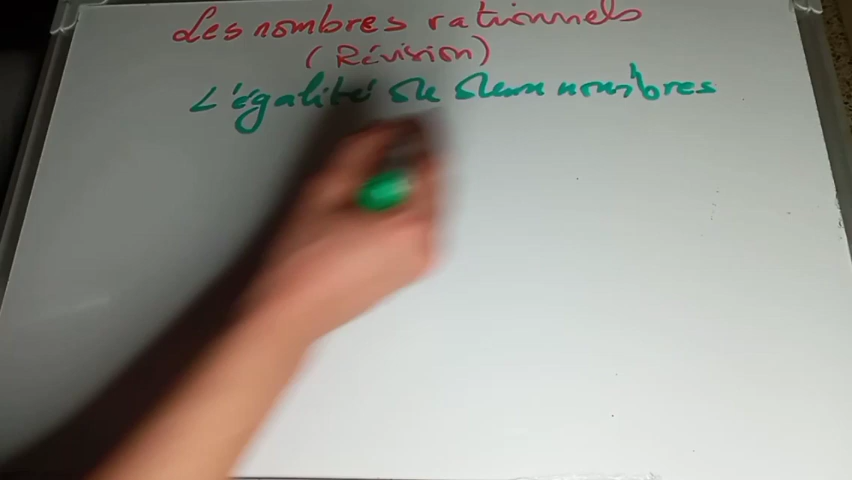 Les nombres rationnels
(Révision)
L'égalité de deux nombres